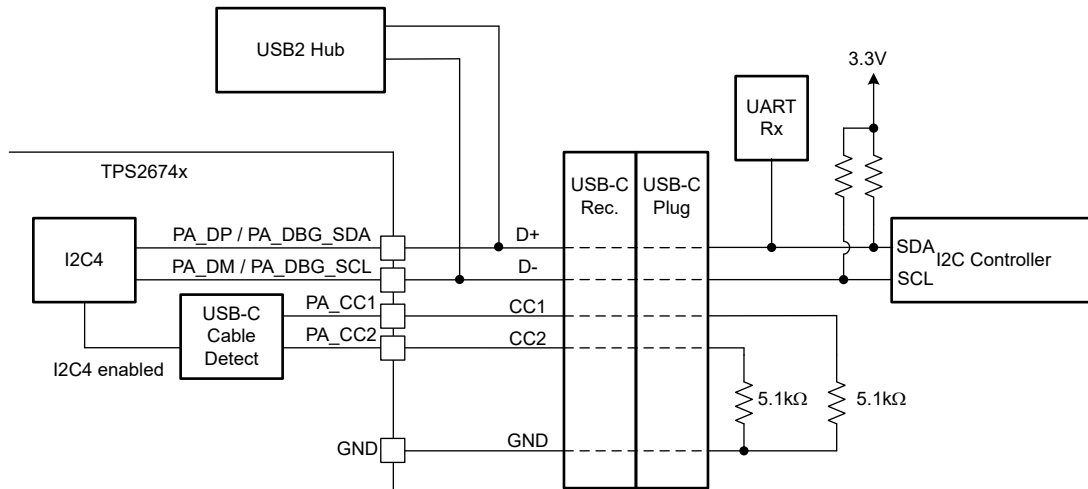 USB2 Hub
3.3V
UART
Rx
TPS2674x
USB-C
Rec.
USB-C
Plug
I2C4
PA_DP / PA_DBG_SDA
D+
SDA
I2C Controller
PA_DM / PA_DBG_SCL
D-
SCL
USB-C
Cable
Detect
PA_CC1
CC1
PA_CC2
CC2
I2C4 enabled
5.1kΩ
5.1kΩ
GND
GND